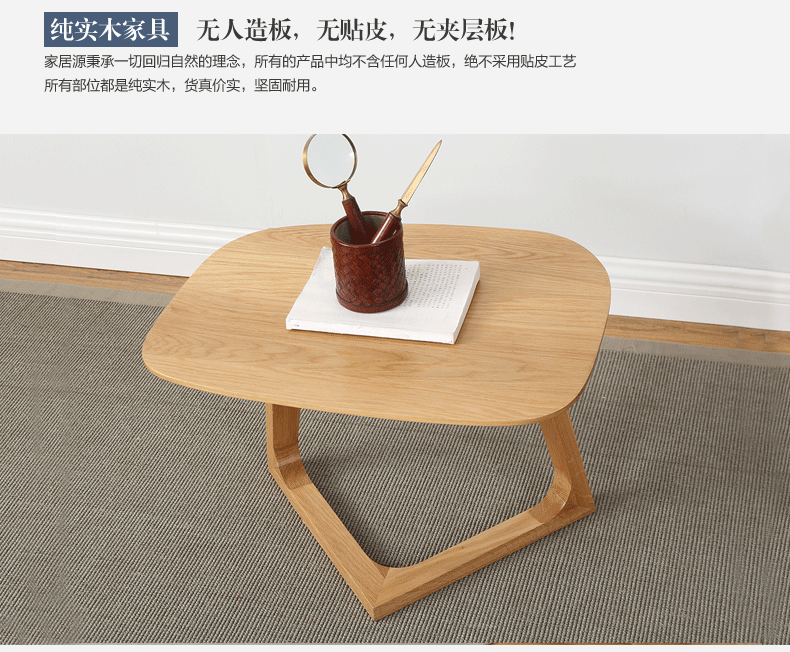 纯实木家具 无人造板，无贴皮，无夹层板!
家居源秉承一切回归自然的理念，所有的产品中均不含任何人造板，绝不采用贴皮工艺
所有部位都是纯实木，货真价实，坚固耐用。